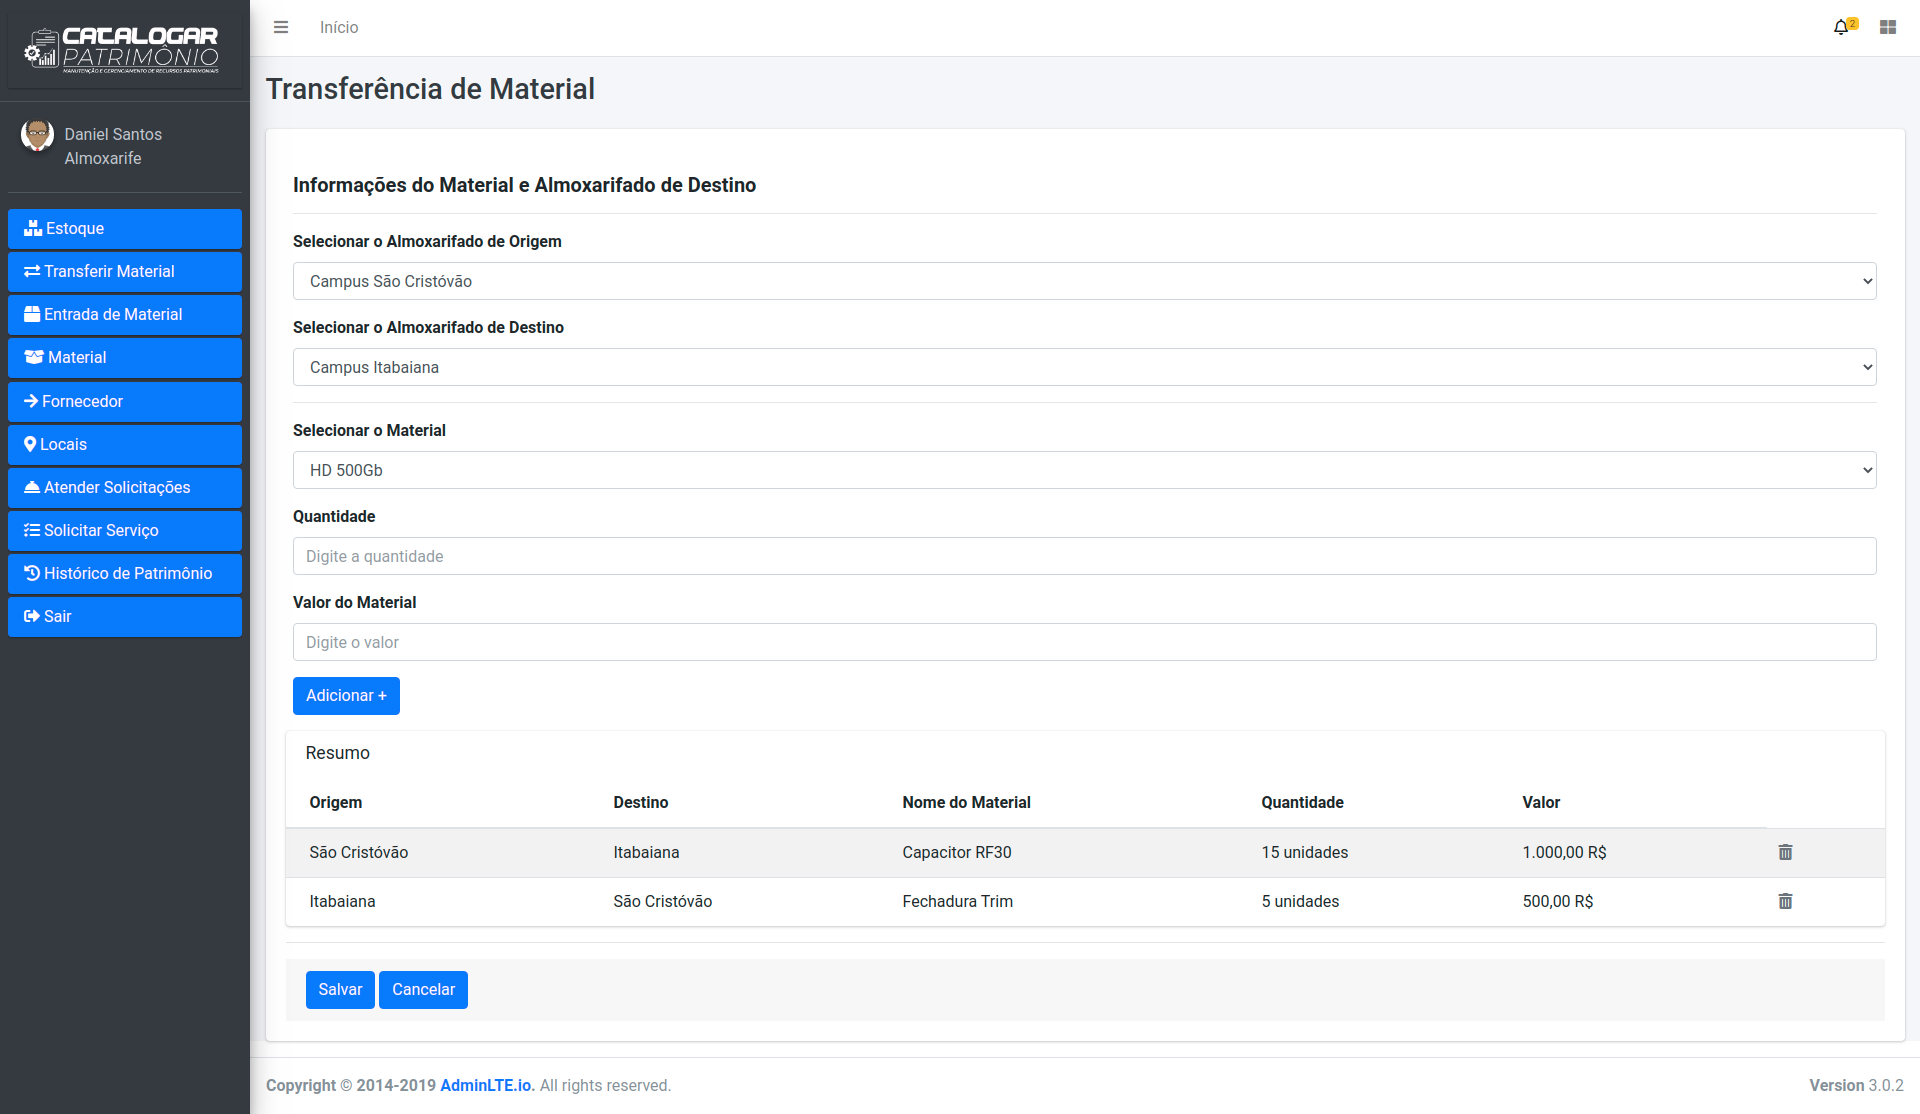 CATALOGAR
PATRIMÔNIO
MANUTENÇÃO E GERENCIAMENTO DE RECURSOS PATRIMONIAIS
Início
2
Daniel Santos
Almoxarife
Estoque
Transferir Material
Entrada de Material
Material
Fornecedor
Locais
Atender Solicitações
Solicitar Serviço
Histórico de Patrimônio
Sair
Transferência de Material
Informações do Material e Almoxarifado de Destino
Selecionar o Almoxarifado de Origem
Campus São Cristóvão
Selecionar o Almoxarifado de Destino
Campus Itabaiana
Selecionar o Material
HD 500Gb
Quantidade
Digite a quantidade
Valor do Material
Digite o valor
Adicionar +
Resumo
Origem Destino Nome do Material Quantidade Valor
São Cristóvão Itabaiana Capacitor RF30 15 unidades 1.000,00 R$
Itabaiana São Cristóvão Fechadura Trim 5 unidades 500,00 R$
Salvar Cancelar
Copyright © 2014-2019 AdminLTE.io. All rights reserved.
Version 3.0.2